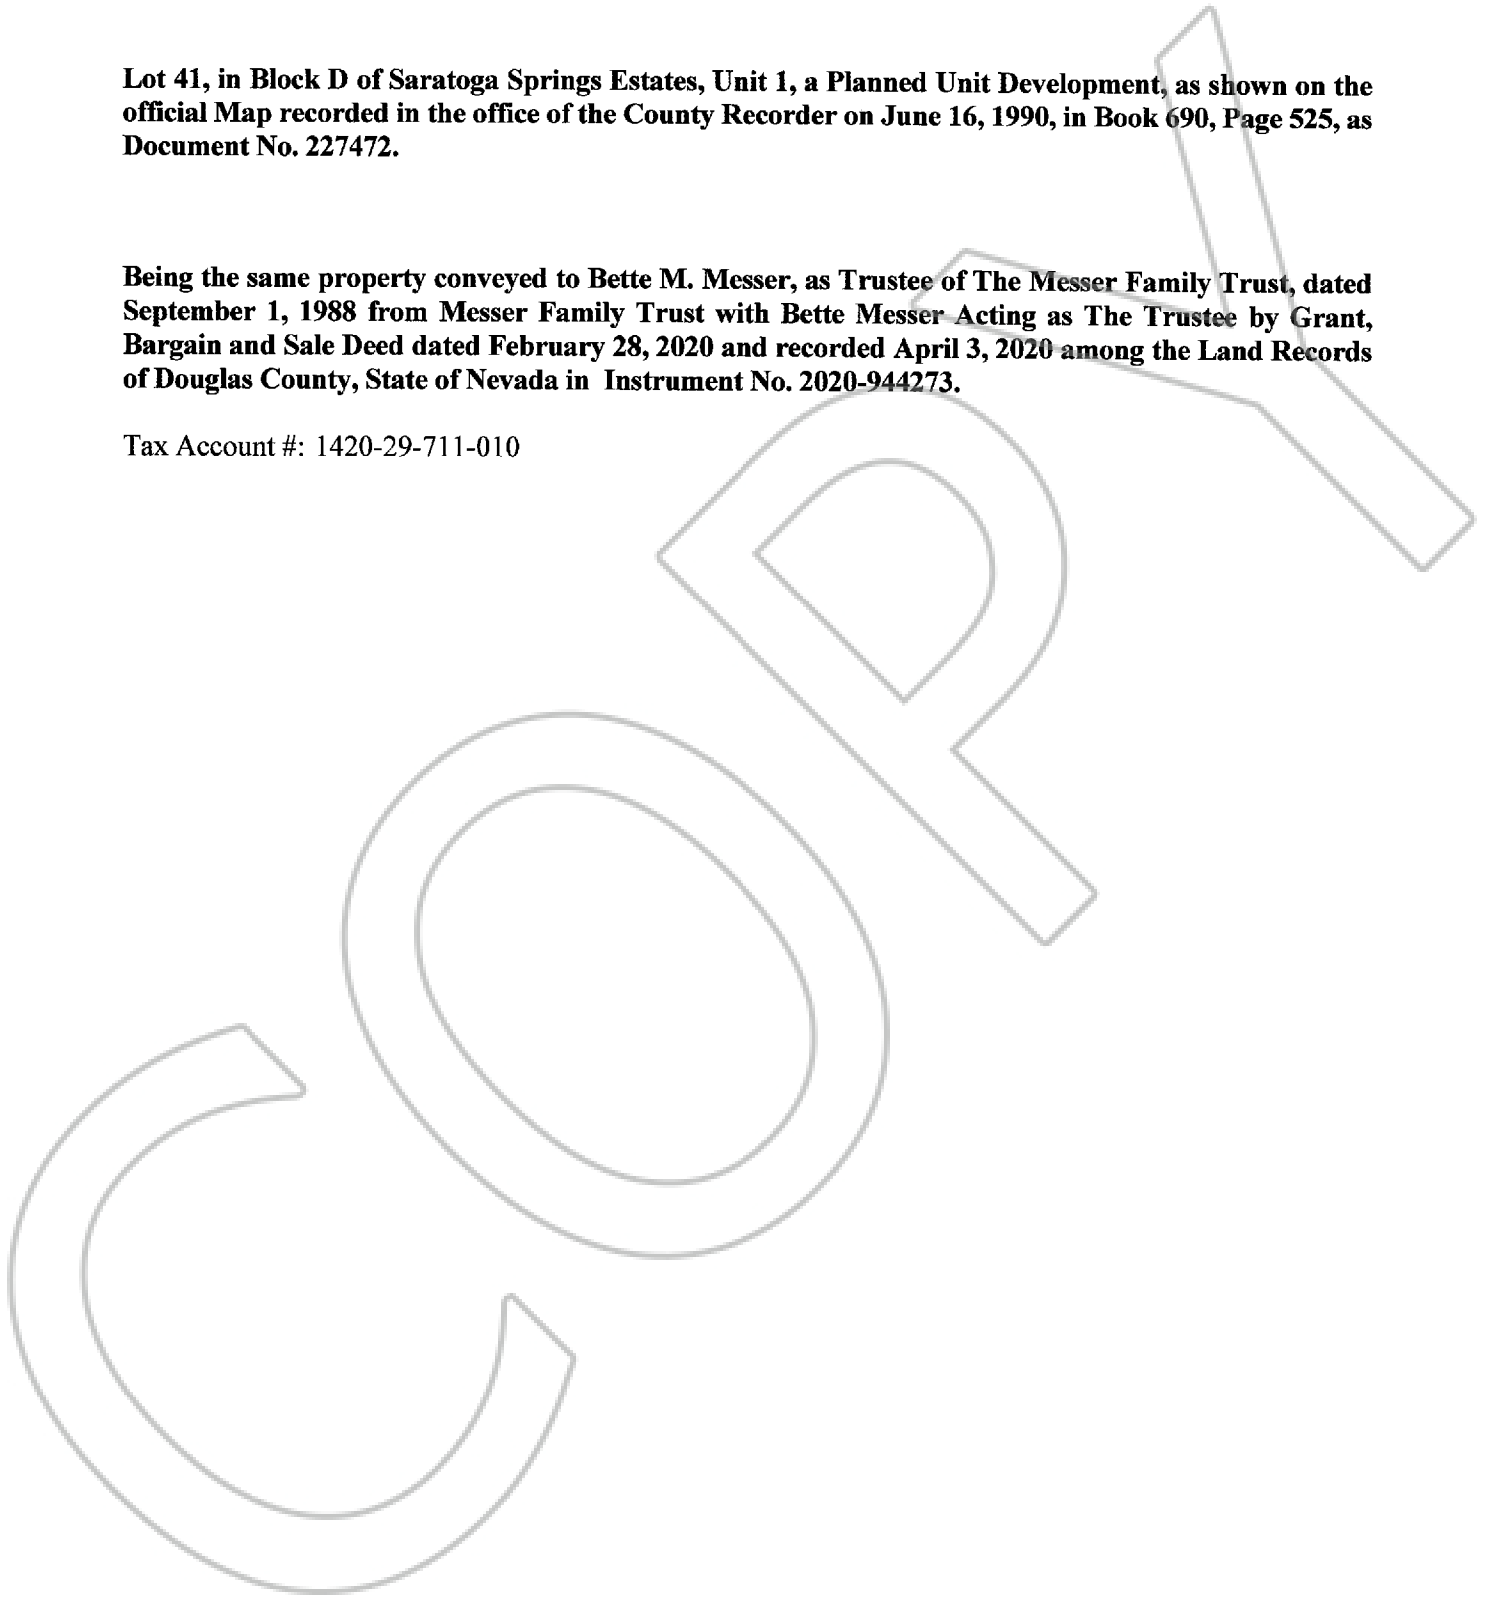 Lot 41, in Block D of Saratoga Springs Estates, Unit 1, a Planned Unit Development, as shown on the
official Map recorded in the office of the County Recorder on June 16, 1990, in Book 690, Page 525, as
Document No. 227472.
Being the same property conveyed to Bette M. Messer, as Trustee of The Messer Family Trust, dated
September 1, 1988 from Messer Family Trust with Bette Messer Acting as The Trustee by Grant,
Bargain and Sale Deed dated February 28, 2020 and recorded April 3, 2020 among the Land Records
of Douglas County, State of Nevada in  Instrument No. 2020-944273.
Tax Account #: 1420-29-711-010
COPY